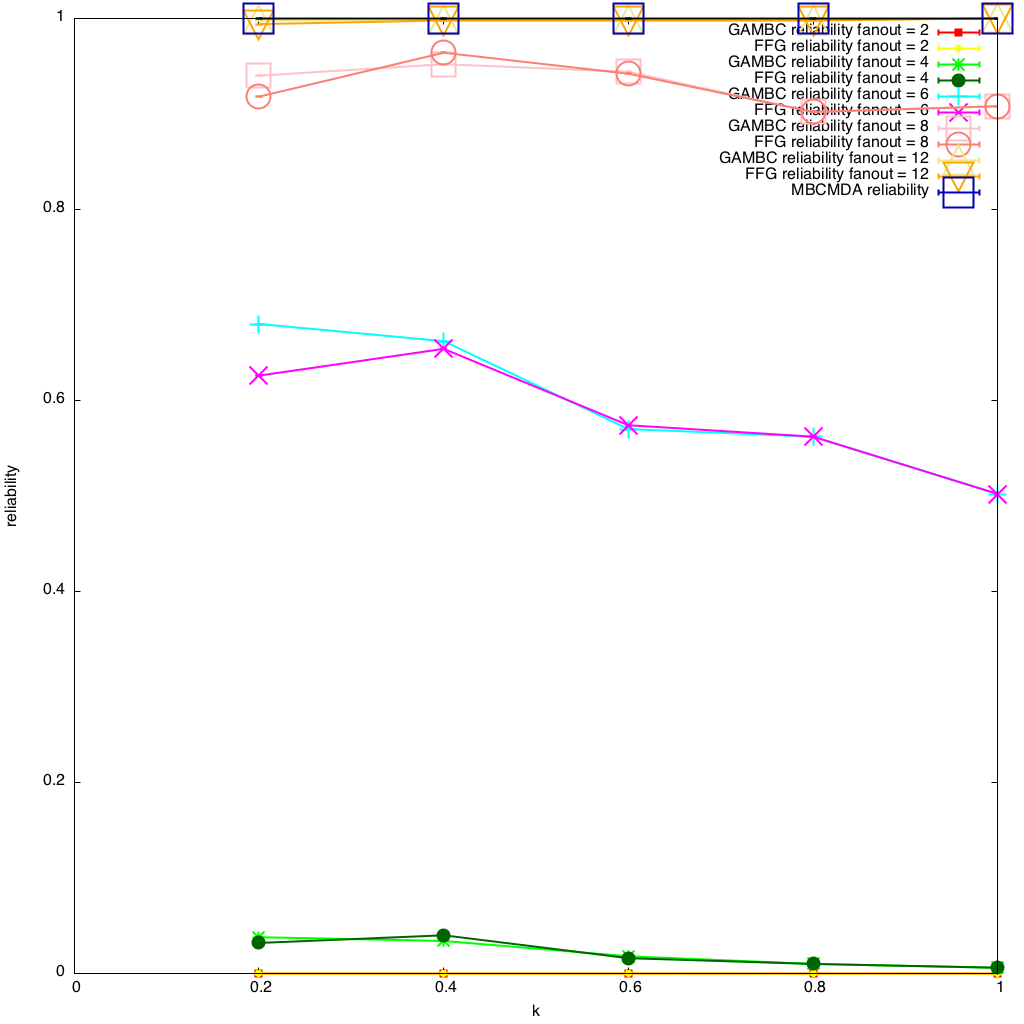 1
0.8
0.6
0.4
0.2
0
0
0.2
0.4
0.6
0.8
1
reliability
k
GAMBC reliability fanout = 2
FFG reliability fanout = 2
GAMBC reliability fanout = 4
FFG reliability fanout = 4
GAMBC reliability fanout = 6
FFG reliability fanout = 6
GAMBC reliability fanout = 8
FFG reliability fanout = 8
GAMBC reliability fanout = 12
FFG reliability fanout = 12
MBCMDA reliability